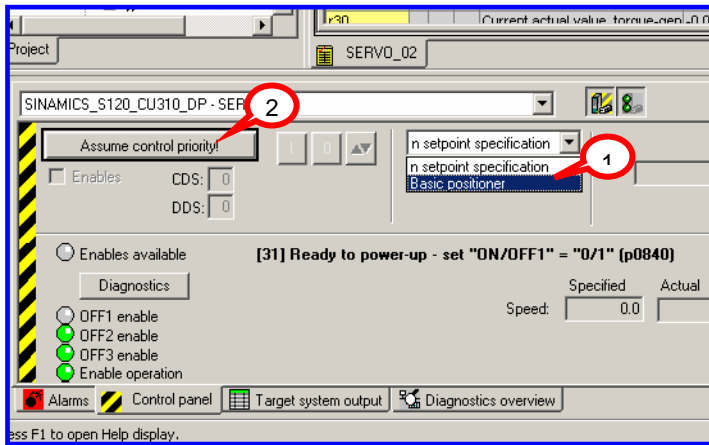 r30 Current actual value, torque-gen -0.0
Project SERVO_02
SINAMICS_S120_CU310_DP - SER
2
Assume control priority! I 0 n setpoint specification
n setpoint specification
1
Enables CDS: 0 Basic positioner
DDS: 0
Enables available [31] Ready to power-up - set "ON/OFF1" = "0/1" (p0840)
Diagnostics Specified Actual
OFF1 enable Speed: 0.0
OFF2 enable
OFF3 enable
Enable operation
Alarms Control panel Target system output Diagnostics overview
ess F1 to open Help display.